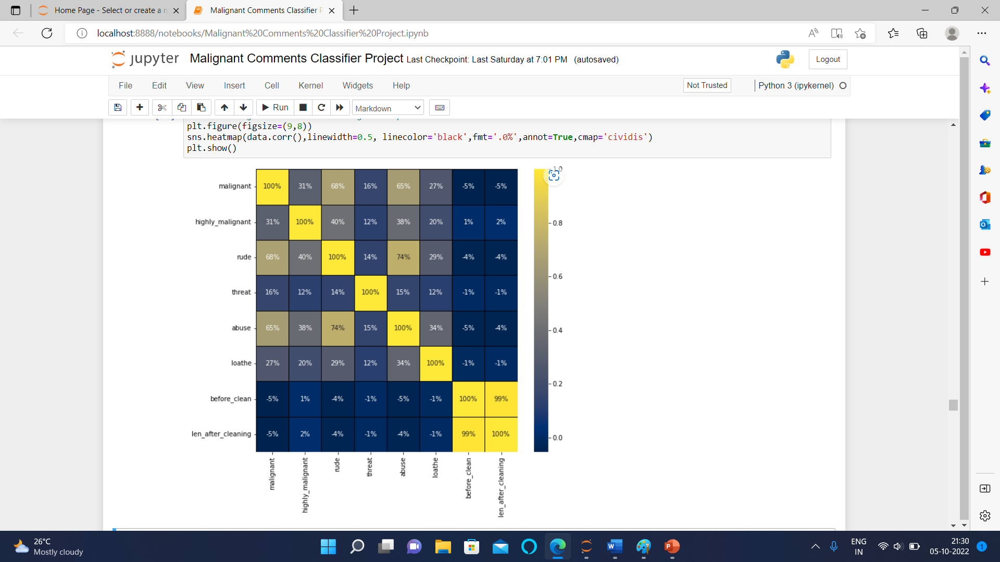 Home Page - Select or create a n
Malignant Comments Classifier P
localhost:8888/notebooks/Malignant%20Comments%20Classifier%20Project.ipynb
jupyter Malignant Comments Classifier Project Last Checkpoint: Last Saturday at 7:01 PM (autosaved)
Logout
File Edit View Insert Cell Kernel Widgets Help
Not Trusted
Python 3 (ipykernel)
Run
Markdown
plt.figure(figsize=(9,8))
sns.heatmap(data.corr(),linewidth=0.5, linecolor='black',fmt='.0%',annot=True,cmap='cividis')
plt.show()
malignant 100% 31% 68% 16% 65% 27% -5% -5%
highly_malignant 31% 100% 40% 12% 38% 20% 1% 2%
rude 68% 40% 100% 14% 74% 29% -4% -4%
threat 16% 12% 14% 100% 15% 12% -1% -1%
abuse 65% 38% 74% 15% 100% 34% -5% -4%
loathe 27% 20% 29% 12% 34% 100% -1% -1%
before_clean -5% 1% -4% -1% -5% -1% 100% 99%
len_after_cleaning -5% 2% -4% -1% -4% -1% 99% 100%
malignant
highly_malignant
rude
threat
abuse
loathe
before_clean
len_after_cleaning
1.0
0.8
0.6
0.4
0.2
0.0
26°C
Mostly cloudy
ENG
IN
21:30
05-10-2022
1